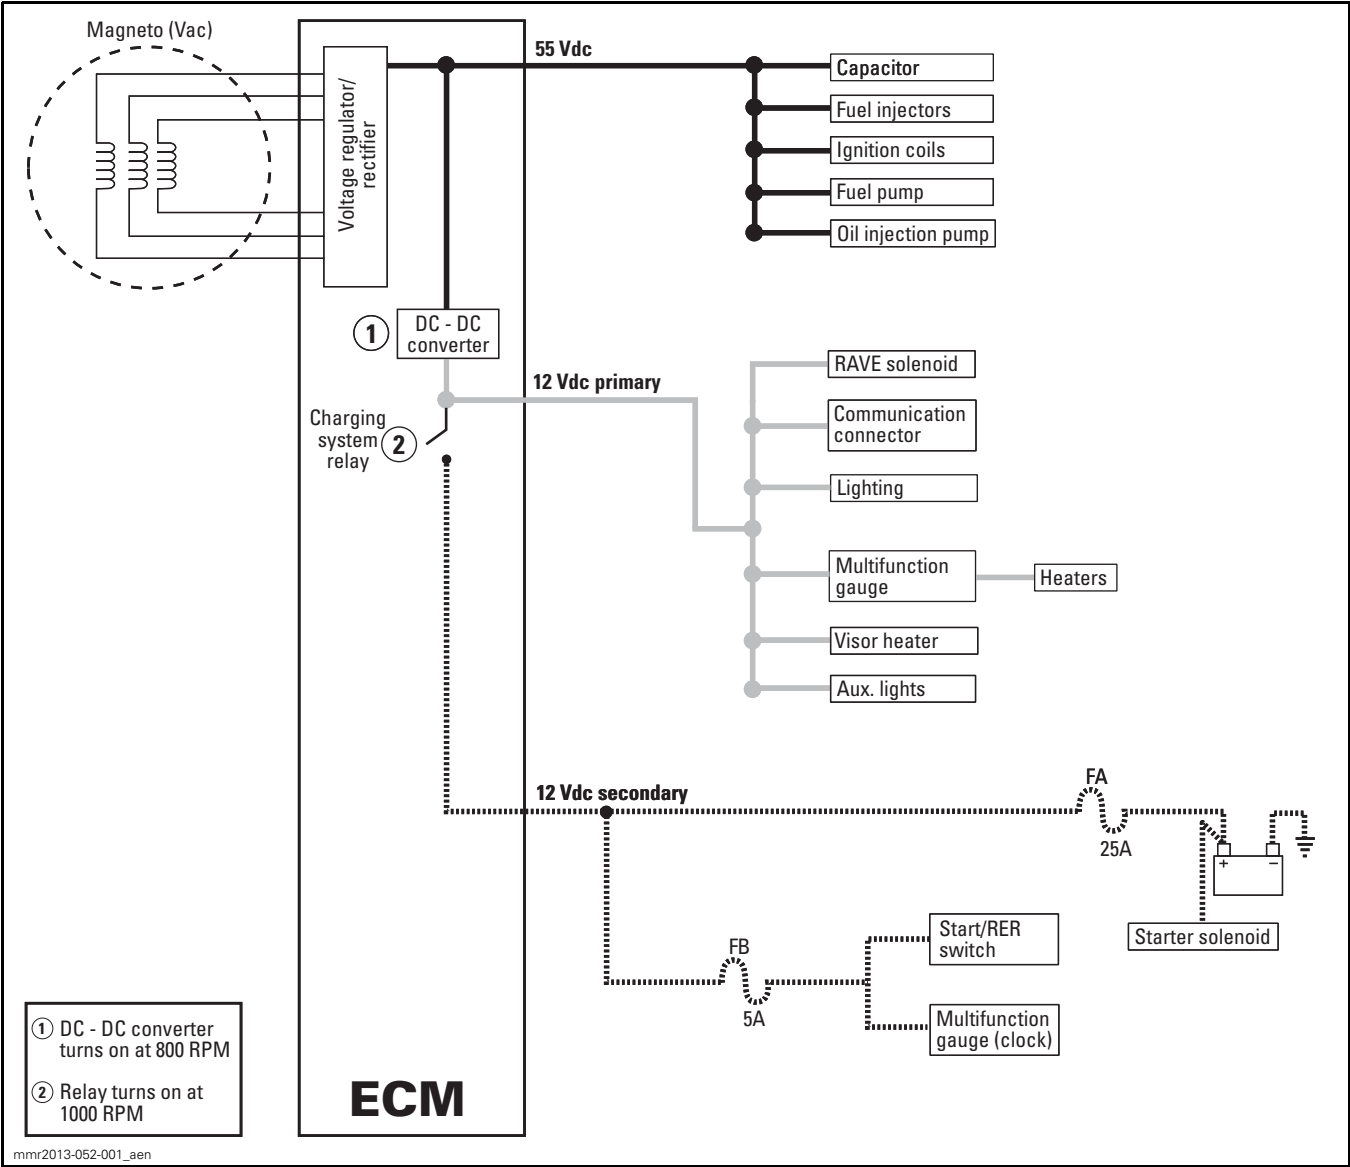 Magneto (Vac)
Voltage regulator/
rectifier
55 Vdc
Capacitor
Fuel injectors
Ignition coils
Fuel pump
Oil injection pump
1
DC - DC
converter
12 Vdc primary
Charging
system
relay
2
RAVE solenoid
Communication
connector
Lighting
Multifunction
gauge
Heaters
Visor heater
Aux. lights
12 Vdc secondary
FA
25A
+ −
Starter solenoid
FB
5A
Start/RER
switch
Multifunction
gauge (clock)
1 DC - DC converter
turns on at 800 RPM
2 Relay turns on at
1000 RPM
ECM
mmr2013-052-001_aen